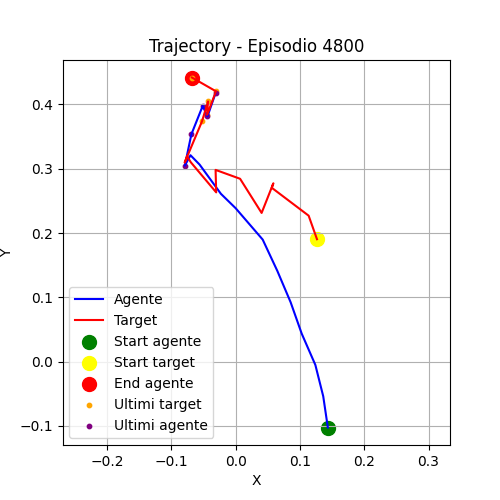 Trajectory - Episodio 4800
0.4
0.3
0.2
0.1
0.0
−0.1
Y
Agente
Target
Start agente
Start target
End agente
Ultimi target
Ultimi agente
−0.2
−0.1
0.0
0.1
0.2
0.3
X